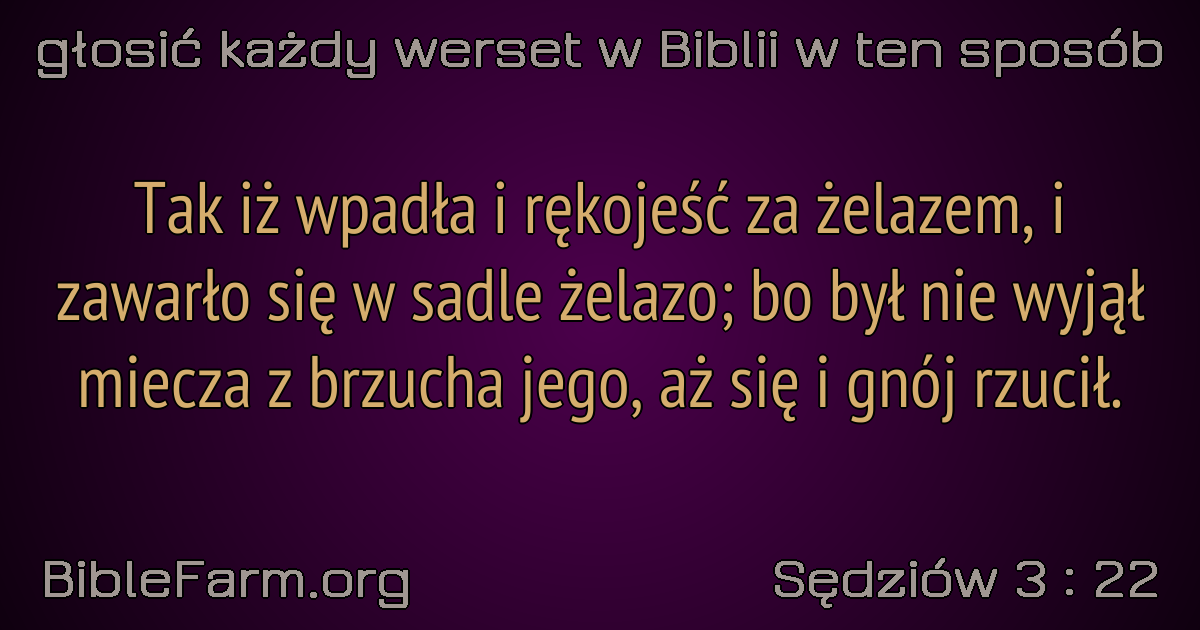 głosić każdy werset w Biblii w ten sposób
Tak iż wpadła i rękojeść za żelazem, i
zawarło się w sadle żelazo; bo był nie wyjął
miecza z brzucha jego, aż się i gnój rzucił.
BibleFarm.org
Sędziów 3 : 22